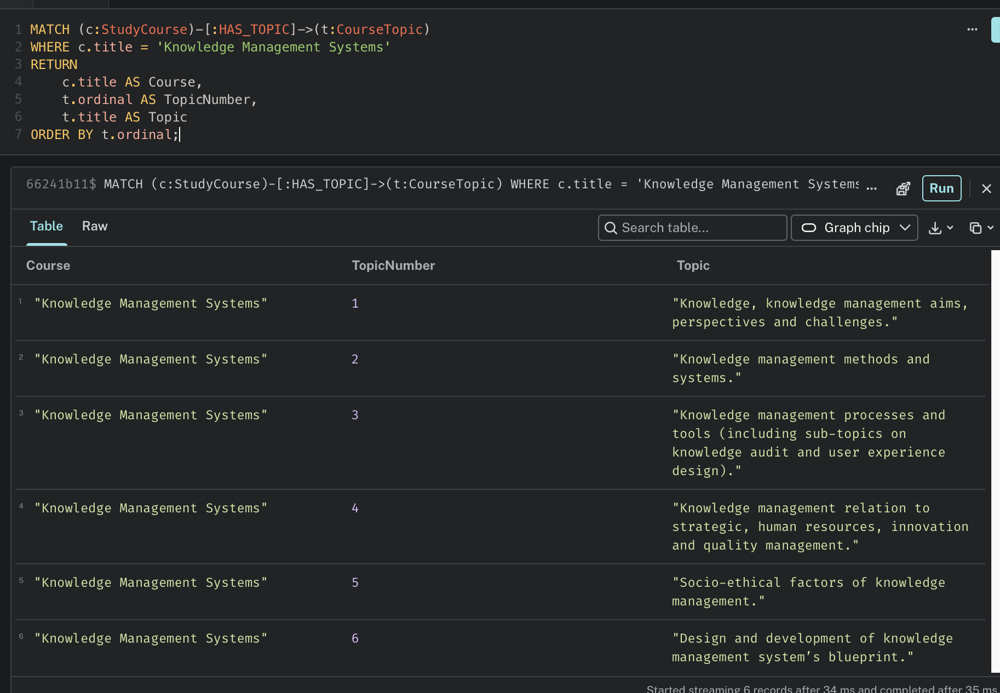 1 MATCH (c:StudyCourse)-[:HAS_TOPIC]->(t:CourseTopic)
2 WHERE c.title = 'Knowledge Management Systems'
3 RETURN
4     c.title AS Course,
5     t.ordinal AS TopicNumber,
6     t.title AS Topic
7 ORDER BY t.ordinal;
66241b11$ MATCH (c:StudyCourse)-[:HAS_TOPIC]->(t:CourseTopic) WHERE c.title = 'Knowledge Management Systems ... Run
Table Raw Search table... Graph chip
Course TopicNumber Topic
1 "Knowledge Management Systems" 1 "Knowledge, knowledge management aims,
perspectives and challenges."
2 "Knowledge Management Systems" 2 "Knowledge management methods and
systems."
3 "Knowledge Management Systems" 3 "Knowledge management processes and
tools (including sub-topics on
knowledge audit and user experience
design)."
4 "Knowledge Management Systems" 4 "Knowledge management relation to
strategic, human resources, innovation
and quality management."
5 "Knowledge Management Systems" 5 "Socio-ethical factors of knowledge
management."
6 "Knowledge Management Systems" 6 "Design and development of knowledge
management system’s blueprint."
Started streaming 6 records after 34 ms and completed after 35 ms